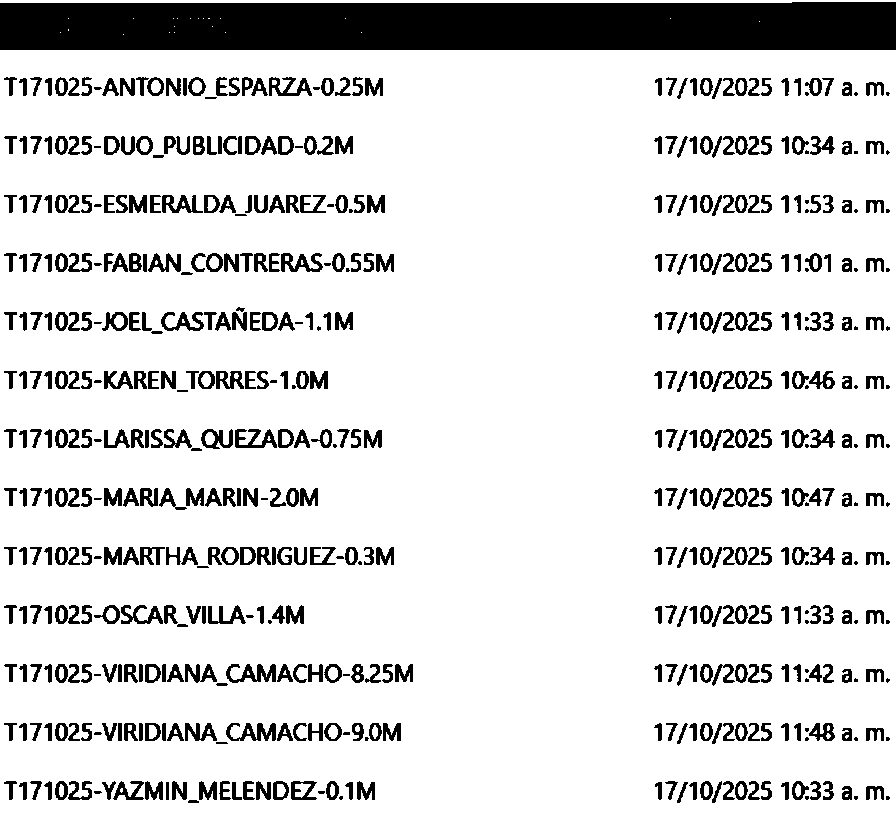 T171025-ANTONIO_ESPARZA-0.25M 17/10/2025 11:07 a. m.
T171025-DUO_PUBLICIDAD-0.2M 17/10/2025 10:34 a. m.
T171025-ESMERALDA_JUAREZ-0.5M 17/10/2025 11:53 a. m.
T171025-FABIAN_CONTRERAS-0.55M 17/10/2025 11:01 a. m.
T171025-JOEL_CASTAÑEDA-1.1M 17/10/2025 11:33 a. m.
T171025-KAREN_TORRES-1.0M 17/10/2025 10:46 a. m.
T171025-LARISSA_QUEZADA-0.75M 17/10/2025 10:34 a. m.
T171025-MARIA_MARIN-2.0M 17/10/2025 10:47 a. m.
T171025-MARTHA_RODRIGUEZ-0.3M 17/10/2025 10:34 a. m.
T171025-OSCAR_VILLA-1.4M 17/10/2025 11:33 a. m.
T171025-VIRIDIANA_CAMACHO-8.25M 17/10/2025 11:42 a. m.
T171025-VIRIDIANA_CAMACHO-9.0M 17/10/2025 11:48 a. m.
T171025-YAZMIN_MELENDEZ-0.1M 17/10/2025 10:33 a. m.